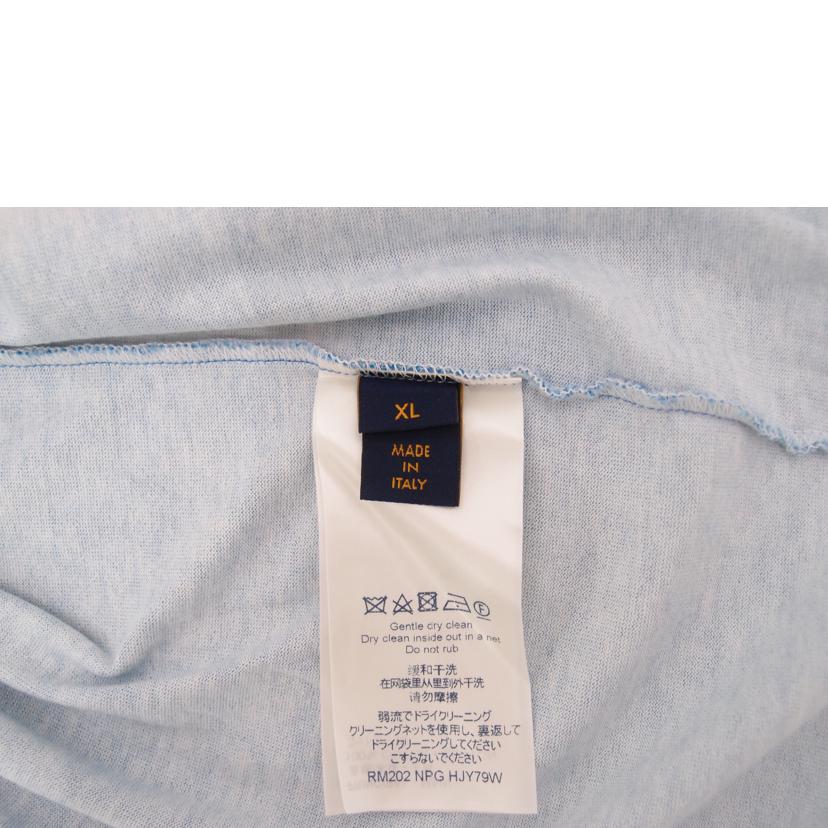 XL
MADE
IN
ITALY
Gentle dry clean
Dry clean inside out in a net
Do not rub
缓和干洗
在网袋里从里到外干洗
请勿摩擦
弱流でドライクリーニング
クリーニングネットを使用し、裏返して
ドライクリーニングしてください
こすらないでください
RM202 NPG HJY79W